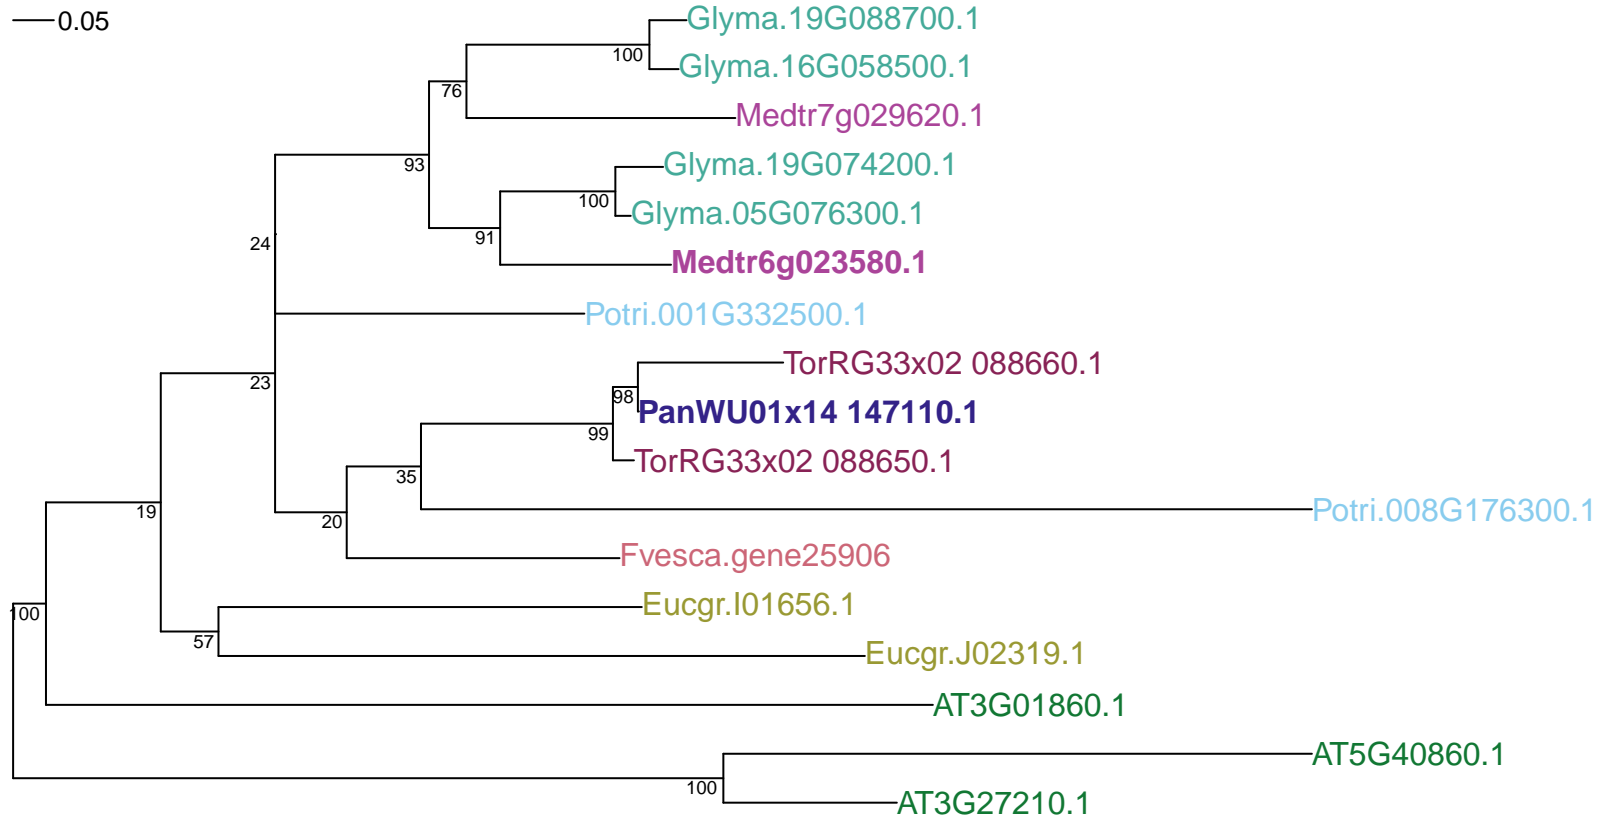 0.05
Glyma.19G088700.1
100
Glyma.16G058500.1
76
Medtr7g029620.1
93
Glyma.19G074200.1
100
Glyma.05G076300.1
91
24
Medtr6g023580.1
Potri.001G332500.1
TorRG33x02 088660.1
23
98
PanWU01x14 147110.1
99
TorRG33x02 088650.1
35
Potri.008G176300.1
19
20
Fvesca.gene25906
Eucgr.I01656.1
100
57
Eucgr.J02319.1
AT3G01860.1
AT5G40860.1
100
AT3G27210.1